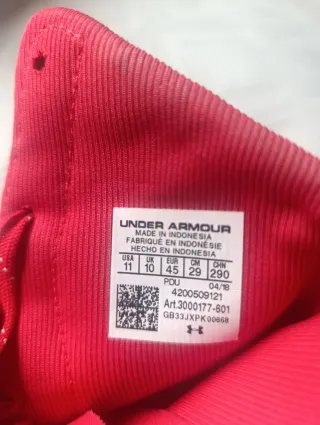 UNDER ARMOUR
MADE IN INDONESIA
FABRIQUÉ EN INDONÉSIE
HECHO EN INDONESIA
USA UK EUR CM CHN
11 10 45 29 290
PDU 04/18
4200509121
Art.3000177-601
GB33JXPK00668